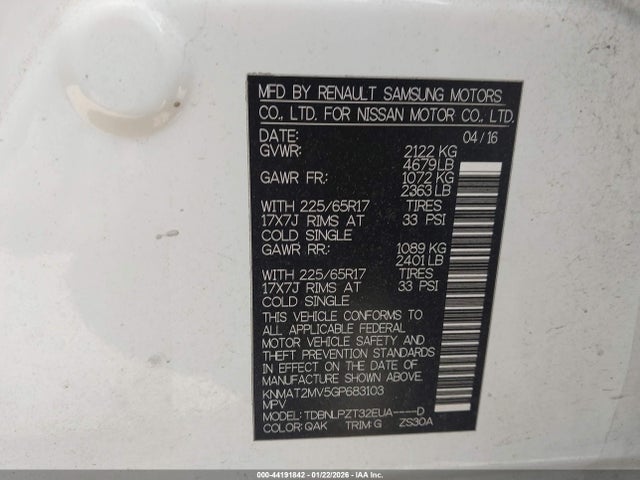 MFD BY RENAULT SAMSUNG MOTORS
CO., LTD. FOR NISSAN MOTOR CO., LTD.
DATE: 04/16
GVWR: 2122 KG
4679 LB
GAWR FR: 1072 KG
2363 LB
WITH 225/65R17 TIRES
17X7J RIMS AT 33 PSI
COLD SINGLE
GAWR RR: 1089 KG
2401 LB
WITH 225/65R17 TIRES
17X7J RIMS AT 33 PSI
COLD SINGLE
THIS VEHICLE CONFORMS TO
ALL APPLICABLE FEDERAL
MOTOR VEHICLE SAFETY AND
THEFT PREVENTION STANDARDS
IN EFFECT ON THE DATE OF
MANUFACTURE SHOWN ABOVE.
KNMAT2MV5GP683103
MPV
MODEL: TDBNLPZT32EUA----D
COLOR: QAK TRIM: G ZS30A
000-44191842 - 01/22/2026 - IAA Inc.